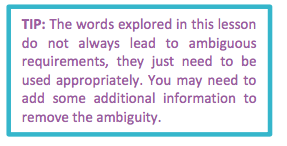 TIP: The words explored in this lesson
do not always lead to ambiguous
requirements, they just need to be
used appropriately. You may need to
add some additional information to
remove the ambiguity.